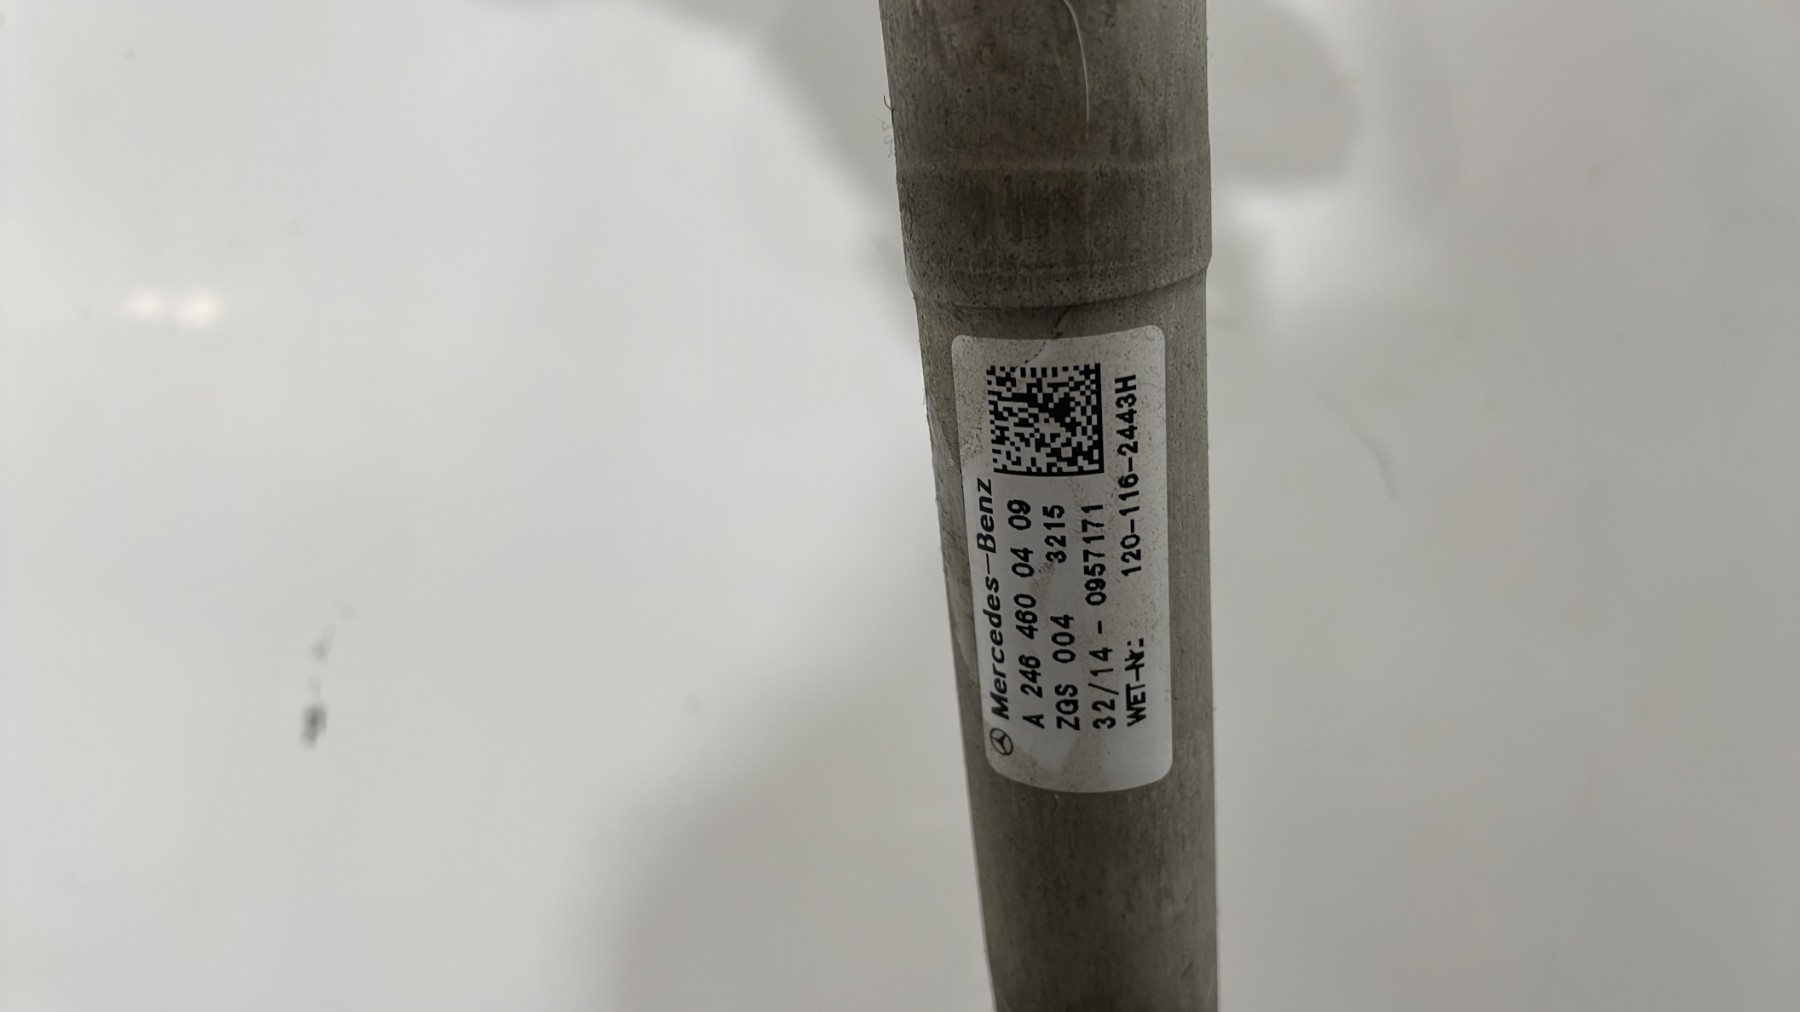 Mercedes-Benz
A 246 460 04 09
ZGS 004 3215
32/14 - 0957171
WET-Nr.: 120-116-2443H